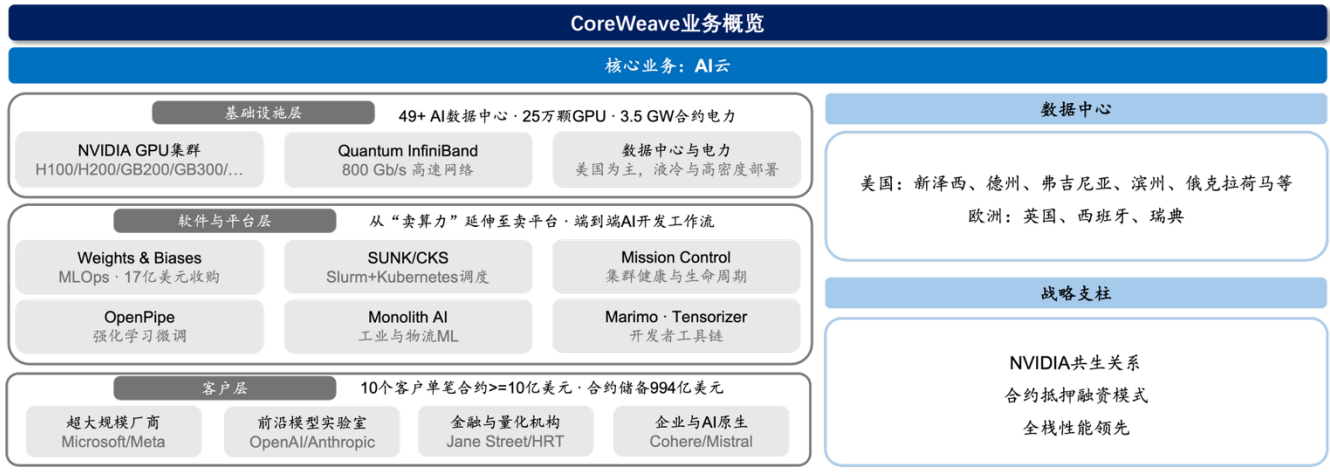 CoreWeave业务概览
核心业务：AI云
基础设施层
49+ AI数据中心 · 25万颗GPU · 3.5 GW合约电力
NVIDIA GPU集群
H100/H200/GB200/GB300/…
Quantum InfiniBand
800 Gb/s 高速网络
数据中心与电力
美国为主，液冷与高密度部署
软件与平台层
从“卖算力”延伸至卖平台 · 端到端AI开发工作流
Weights & Biases
MLOps · 17亿美元收购
SUNK/CKS
Slurm+Kubernetes调度
Mission Control
集群健康与生命周期
OpenPipe
强化学习微调
Monolith AI
工业与物流ML
Marimo · Tensorizer
开发者工具链
客户层
10个客户单笔合约>=10亿美元 · 合约储备994亿美元
超大规模厂商
Microsoft/Meta
前沿模型实验室
OpenAI/Anthropic
金融与量化机构
Jane Street/HRT
企业与AI原生
Cohere/Mistral
数据中心
美国：新泽西、德州、弗吉尼亚、滨州、俄克拉荷马等
欧洲：英国、西班牙、瑞典
战略支柱
NVIDIA共生关系
合约抵押融资模式
全栈性能领先